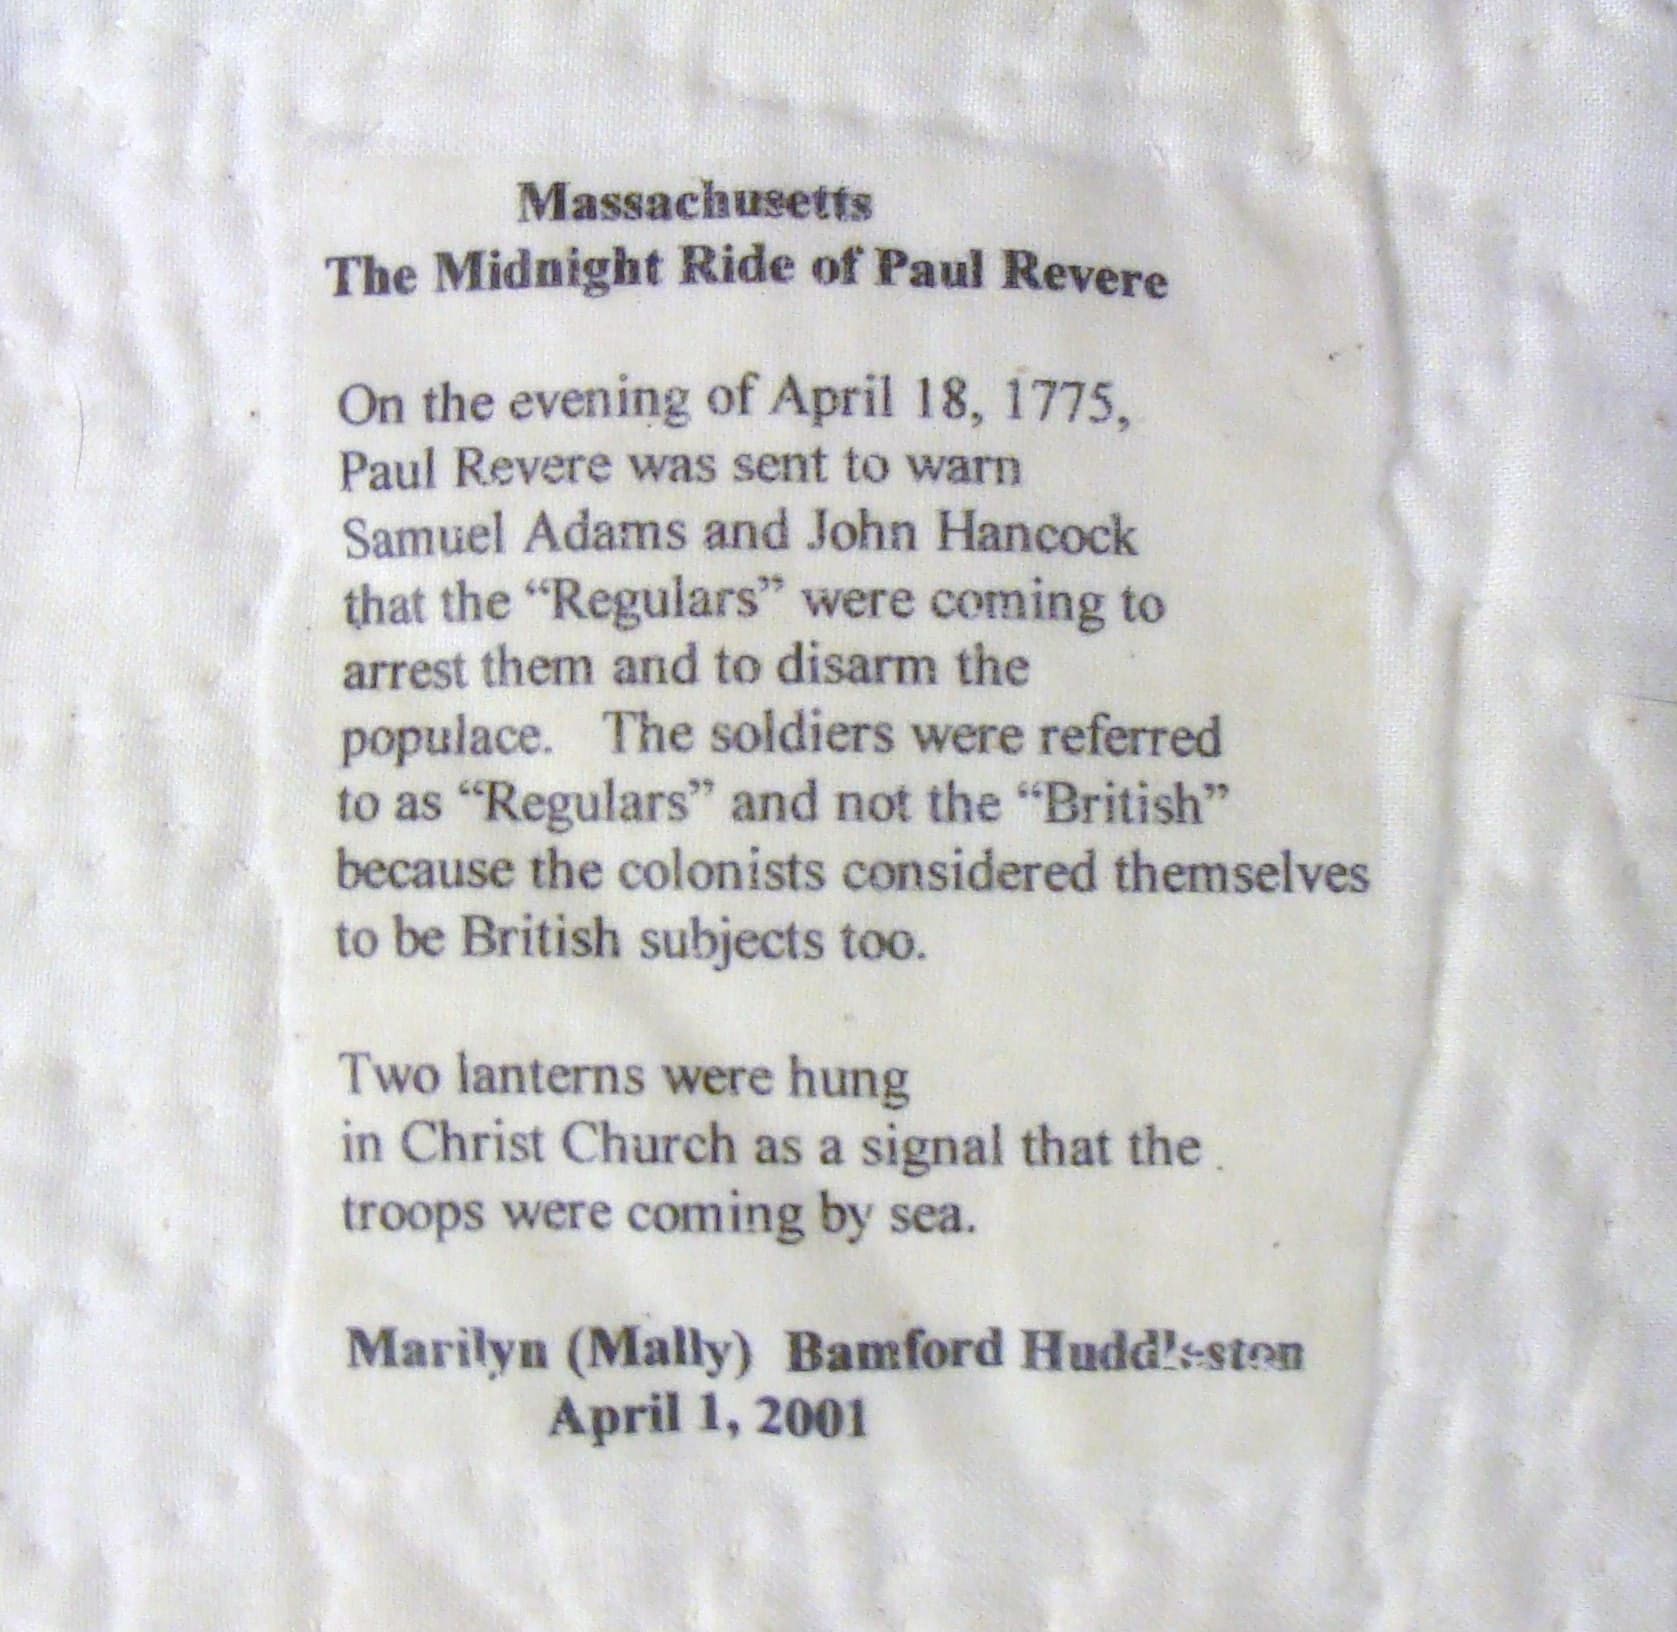 Massachusetts
The Midnight Ride of Paul Revere
On the evening of April 18, 1775,
Paul Revere was sent to warn
Samuel Adams and John Hancock
that the “Regulars” were coming to
arrest them and to disarm the
populace. The soldiers were referred
to as “Regulars” and not the “British”
because the colonists considered themselves
to be British subjects too.
Two lanterns were hung
in Christ Church as a signal that the
troops were coming by sea.
Marilyn (Mally) Bamford Huddleston
April 1, 2001